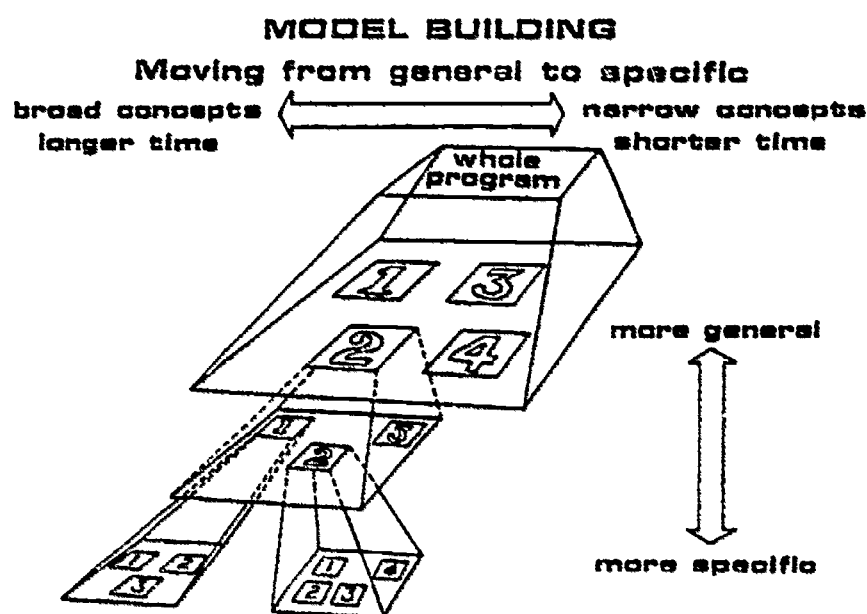 MODEL BUILDING
Moving from general to specific
broad concepts
longer time
narrow concepts
shorter time
whole
program
1 3
2 4
more general
1 3
2
1 2
3
1 4
2 3
more specific